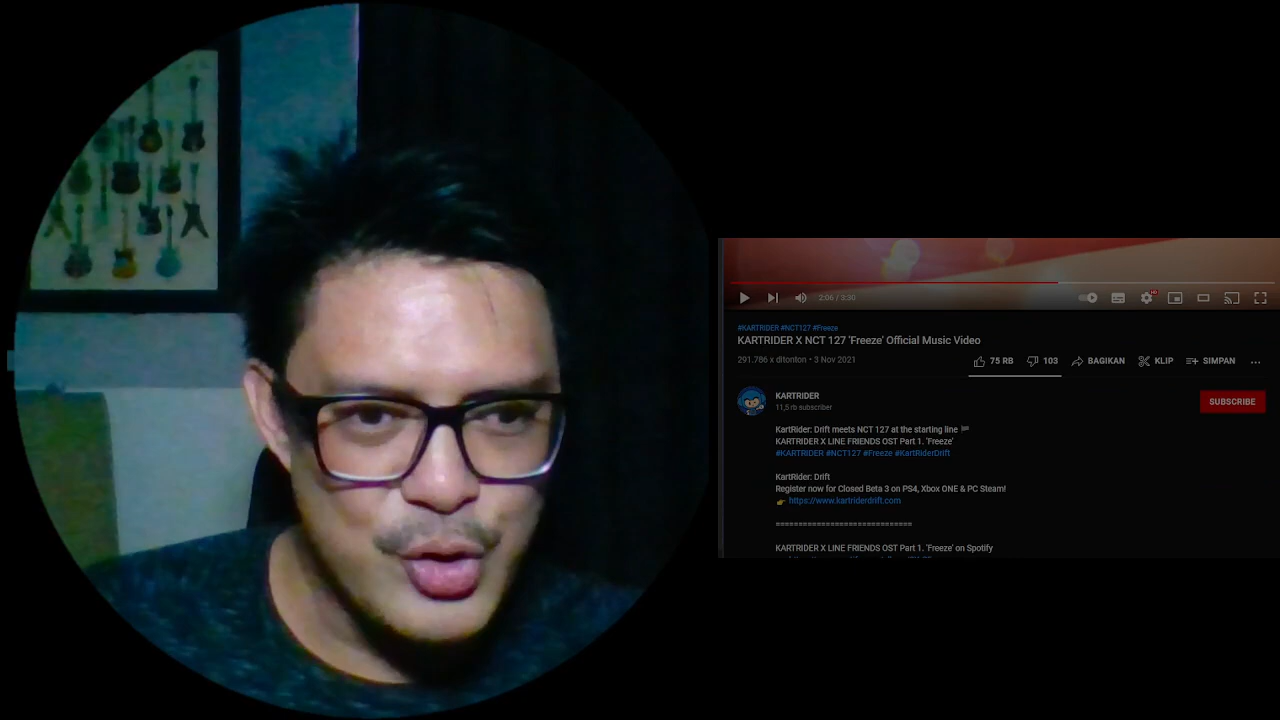 HD
2:06 / 3:30
#KARTRIDER #NCT127 #Freeze
KARTRIDER X NCT 127 'Freeze' Official Music Video
291.786 x ditonton • 3 Nov 2021
75 RB 103 BAGIKAN KLIP SIMPAN
KARTRIDER
11,5 rb subscriber
SUBSCRIBE
KartRider: Drift meets NCT 127 at the starting line
KARTRIDER X LINE FRIENDS OST Part 1. 'Freeze'
#KARTRIDER #NCT127 #Freeze #KartRiderDrift
KartRider: Drift
Register now for Closed Beta 3 on PS4, Xbox ONE & PC Steam!
https://www.kartriderdrift.com
==============================
KARTRIDER X LINE FRIENDS OST Part 1. 'Freeze' on Spotify